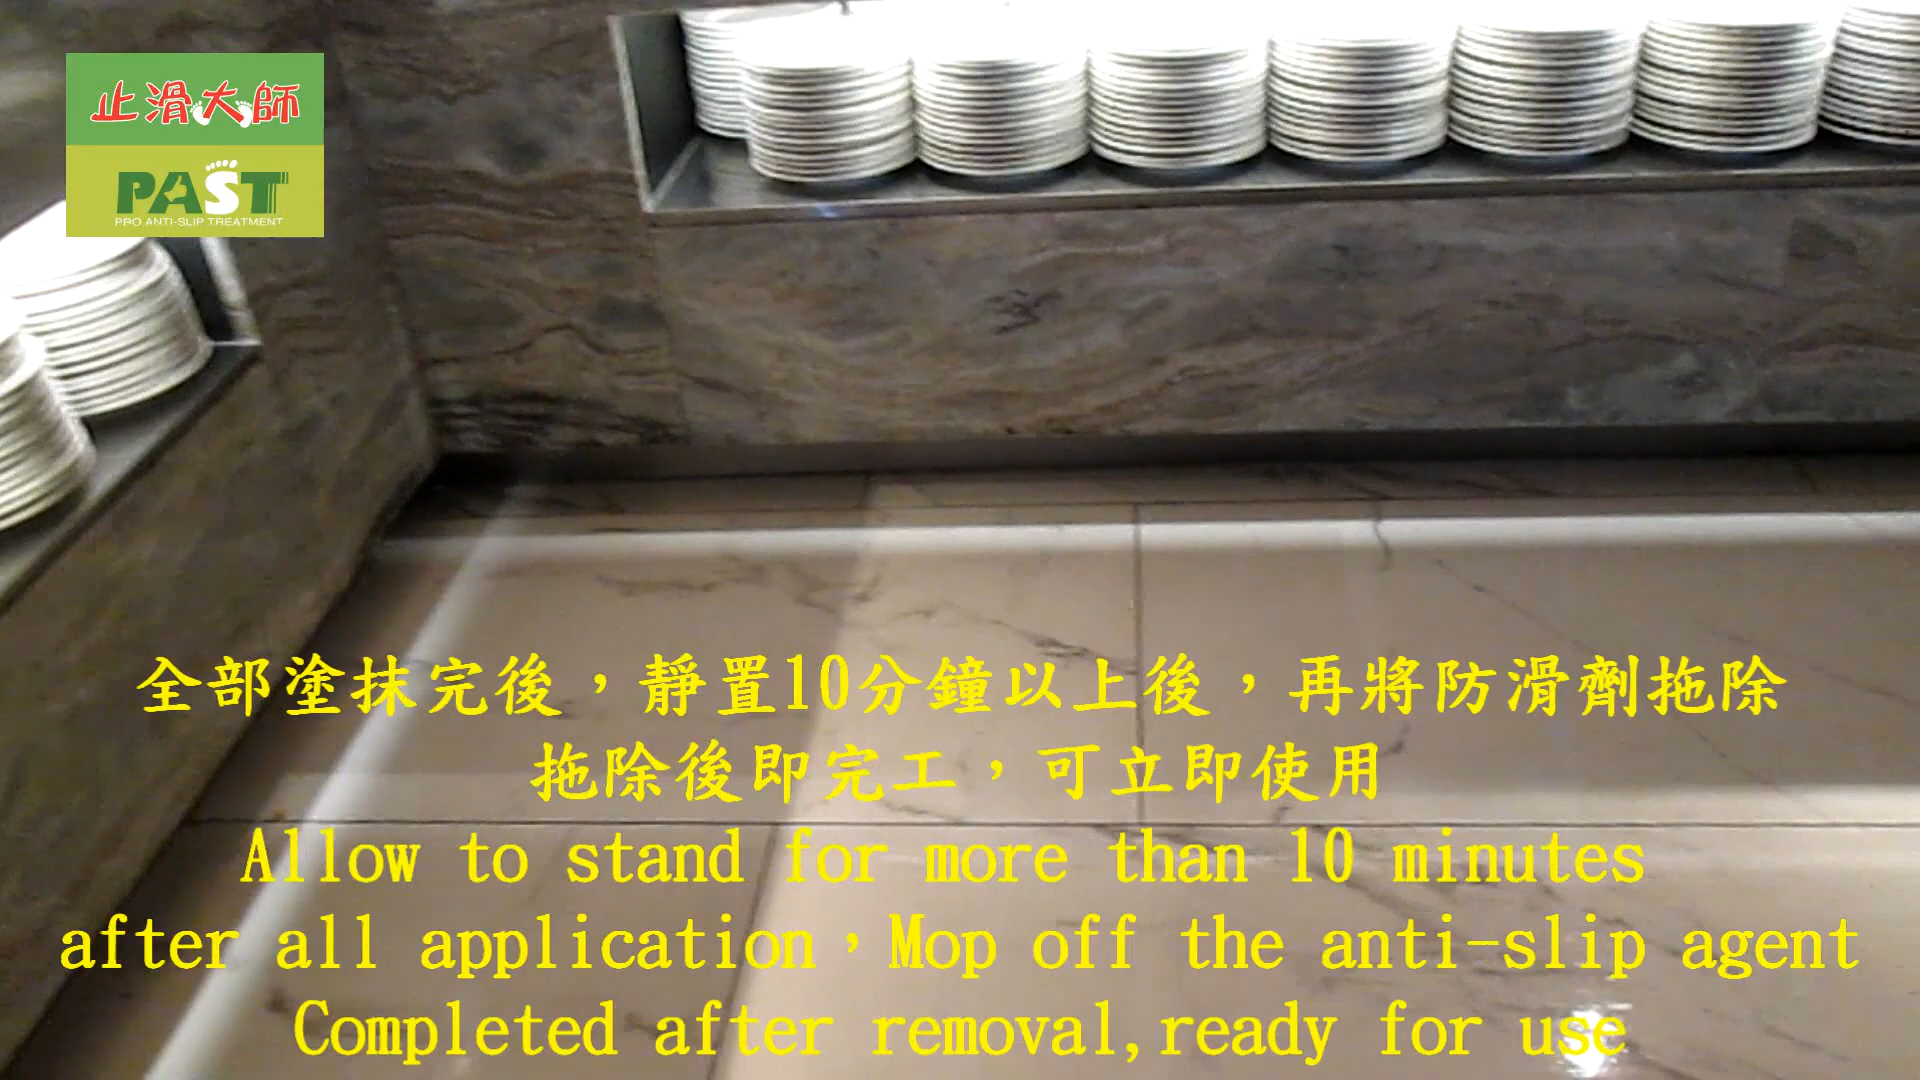 止滑大師
PAST
PRO ANTI-SLIP TREATMENT
全部塗抹完後，靜置10分鐘以上後，再將防滑劑拖除
拖除後即完工，可立即使用
Allow to stand for more than 10 minutes
after all application，Mop off the anti-slip agent
Completed after removal,ready for use